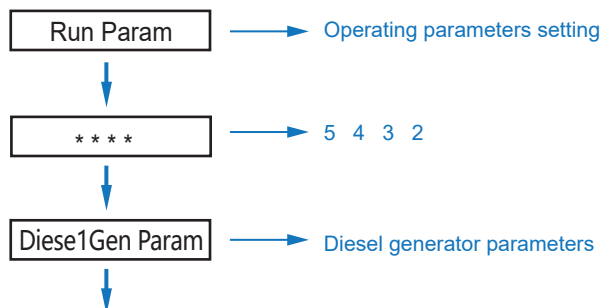 Run Param
Operating parameters setting
* * * *
5 4 3 2
Diese1Gen Param
Diesel generator parameters